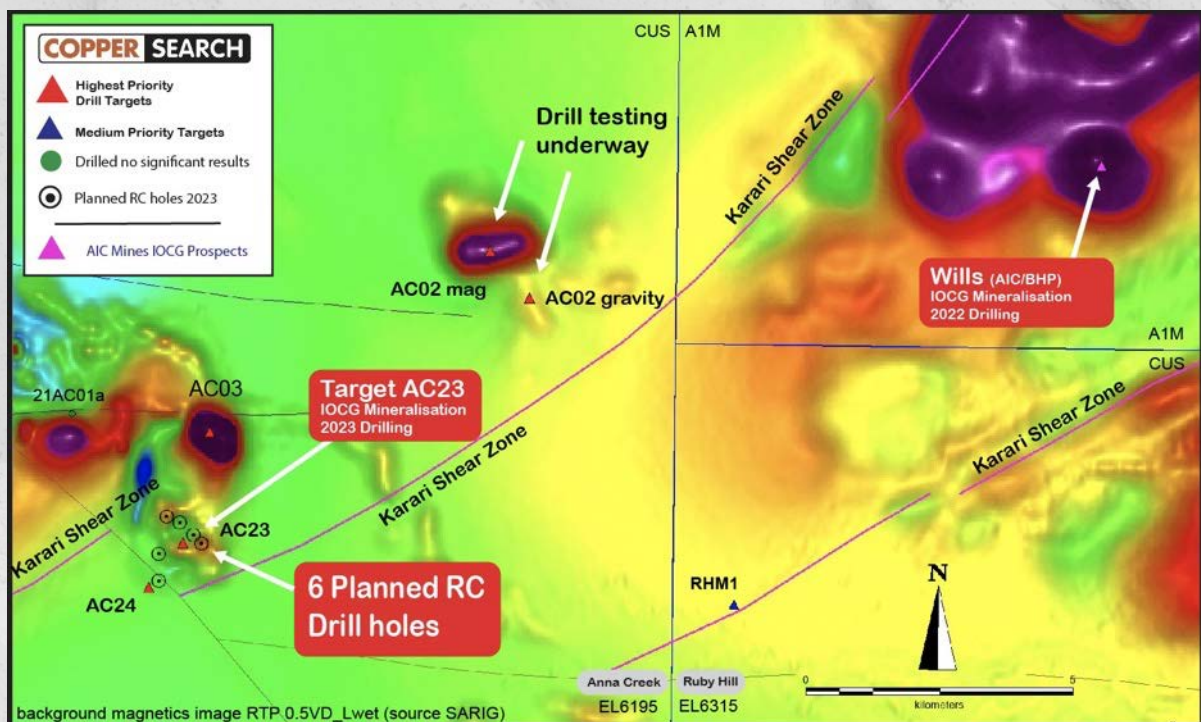 COPPER SEARCH
Highest Priority
Drill Targets
Medium Priority Targets
Drilled no significant results
Planned RC holes 2023
AIC Mines IOCG Prospects
CUS
A1M
Drill testing
underway
Karari Shear Zone
AC02 mag
AC02 gravity
Wills (AIC/BHP)
IOCG Mineralisation
2022 Drilling
A1M
CUS
21AC01a
AC03
Target AC23
IOCG Mineralisation
2023 Drilling
Karari Shear Zone
Karari Shear Zone
Karari Shear Zone
AC23
AC24
6 Planned RC
Drill holes
RHM1
N
Anna Creek
Ruby Hill
EL6195
EL6315
0
5
kilometers
background magnetics image RTP 0.5VD_Lwet (source SARIG)